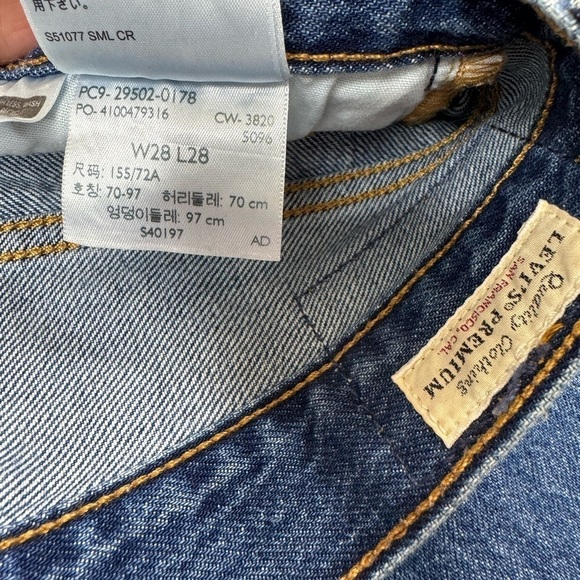 用下さい。
S51077 SML CR
PC9- 29502-0178
PO- 4100479316
CW- 3820
S096
W28 L28
尺码: 155/72A
호칭: 70-97 허리둘레: 70 cm
엉덩이둘레: 97 cm
S40197
AD
Quality Clothing
LEVI'S® PREMIUM
SAN FRANCISCO, CAL.
WASH